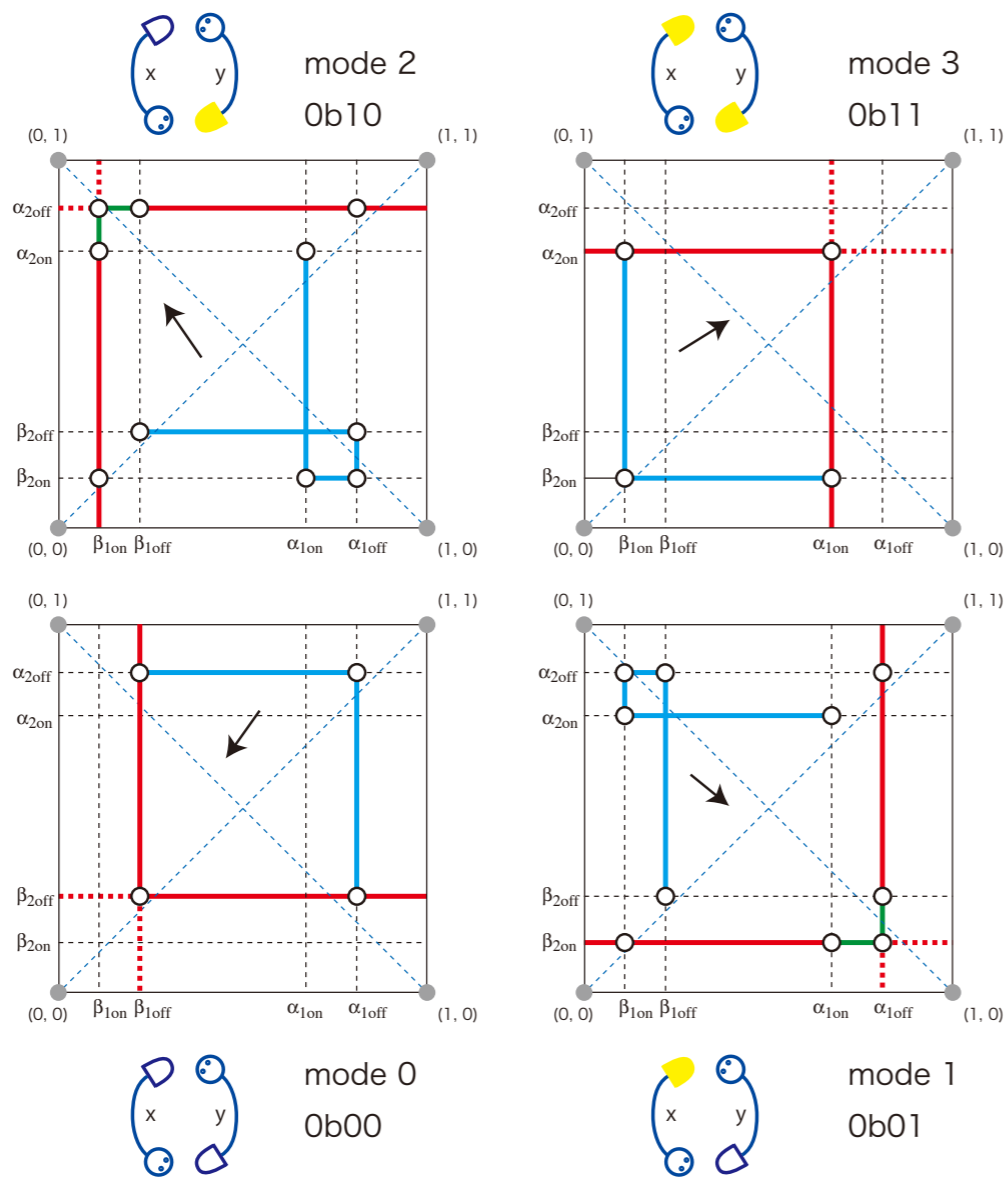 x y mode 2
0b10
(0, 1) (1, 1)
α2off
α2on
β2off
β2on
(0, 0) β1on β1off α1on α1off (1, 0)
x y mode 3
0b11
(0, 1) (1, 1)
α2off
α2on
β2off
β2on
(0, 0) β1on β1off α1on α1off (1, 0)
(0, 1) (1, 1)
α2off
α2on
β2off
β2on
(0, 0) β1on β1off α1on α1off (1, 0)
x y mode 0
0b00
(0, 1) (1, 1)
α2off
α2on
β2off
β2on
(0, 0) β1on β1off α1on α1off (1, 0)
x y mode 1
0b01